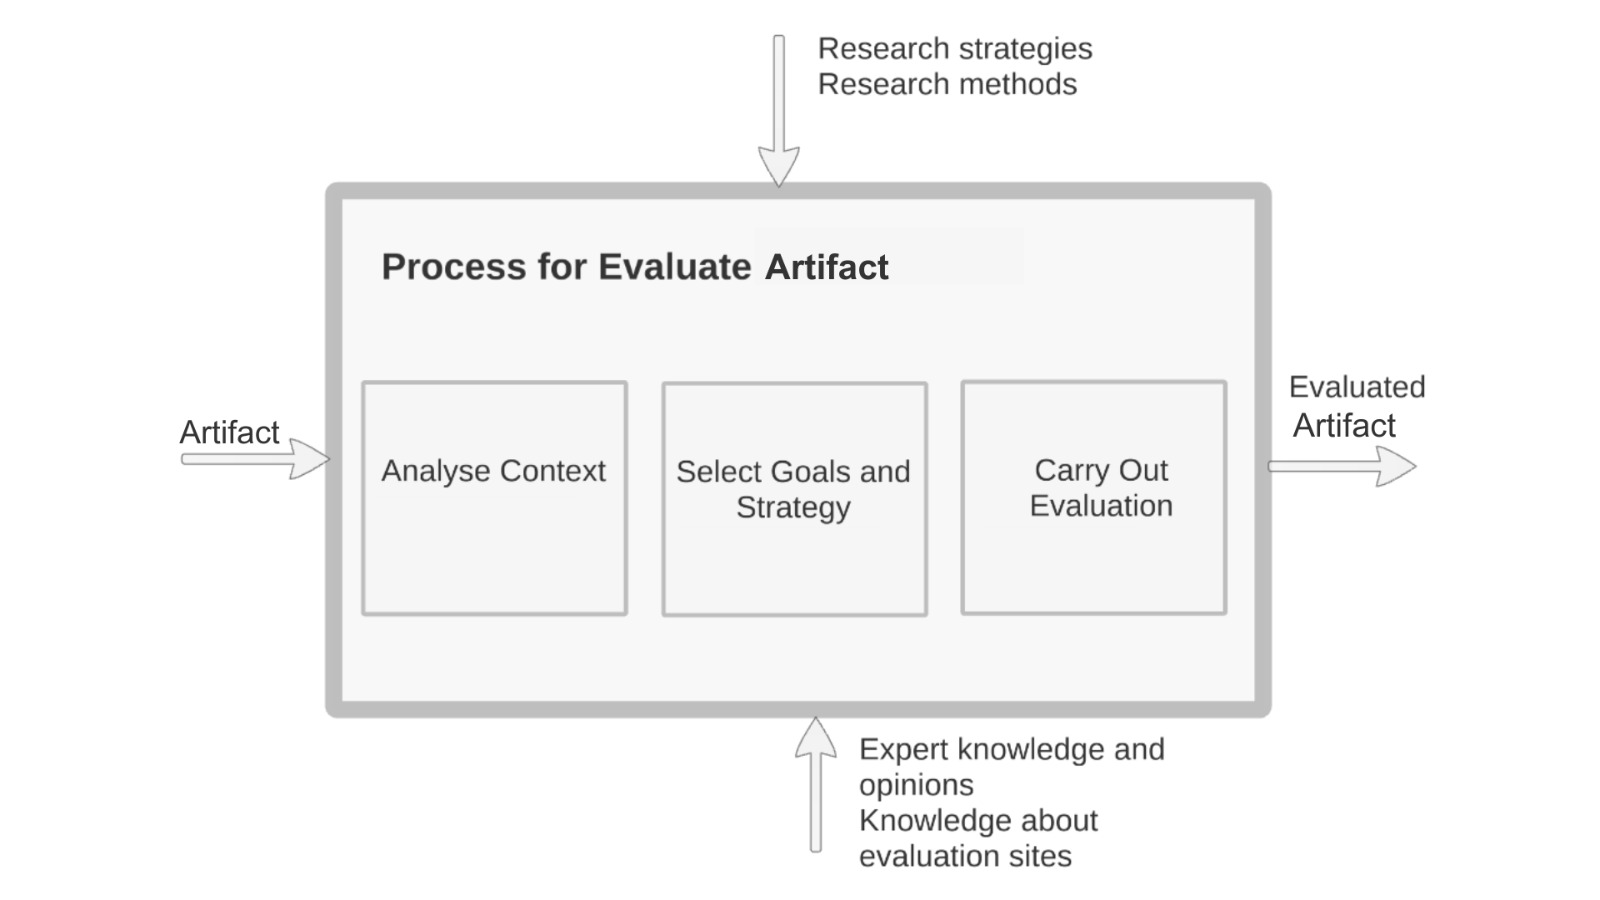 Research strategies
Research methods
Process for Evaluate Artifact
Artifact
Analyse Context
Select Goals and
Strategy
Carry Out
Evaluation
Evaluated
Artifact
Expert knowledge and
opinions
Knowledge about
evaluation sites